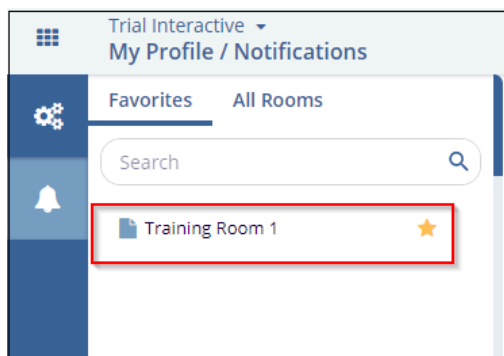 Trial Interactive
My Profile / Notifications
Favorites All Rooms
Search
Training Room 1